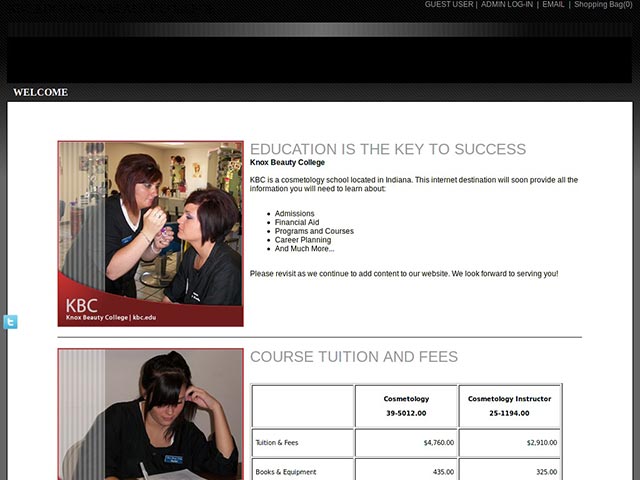 GUEST USER | ADMIN LOG-IN | EMAIL | Shopping Bag(0)
WELCOME
EDUCATION IS THE KEY TO SUCCESS
Knox Beauty College
KBC is a cosmetology school located in Indiana. This internet destination will soon provide all the
information you will need to learn about:
Admissions
Financial Aid
Programs and Courses
Career Planning
And Much More...
Please revisit as we continue to add content to our website. We look forward to serving you!
KBC
Knox Beauty College | kbc.edu
COURSE TUITION AND FEES
Cosmetology Cosmetology Instructor
39-5012.00 25-1194.00
Tuition & Fees $4,760.00 $2,910.00
Books & Equipment 435.00 325.00